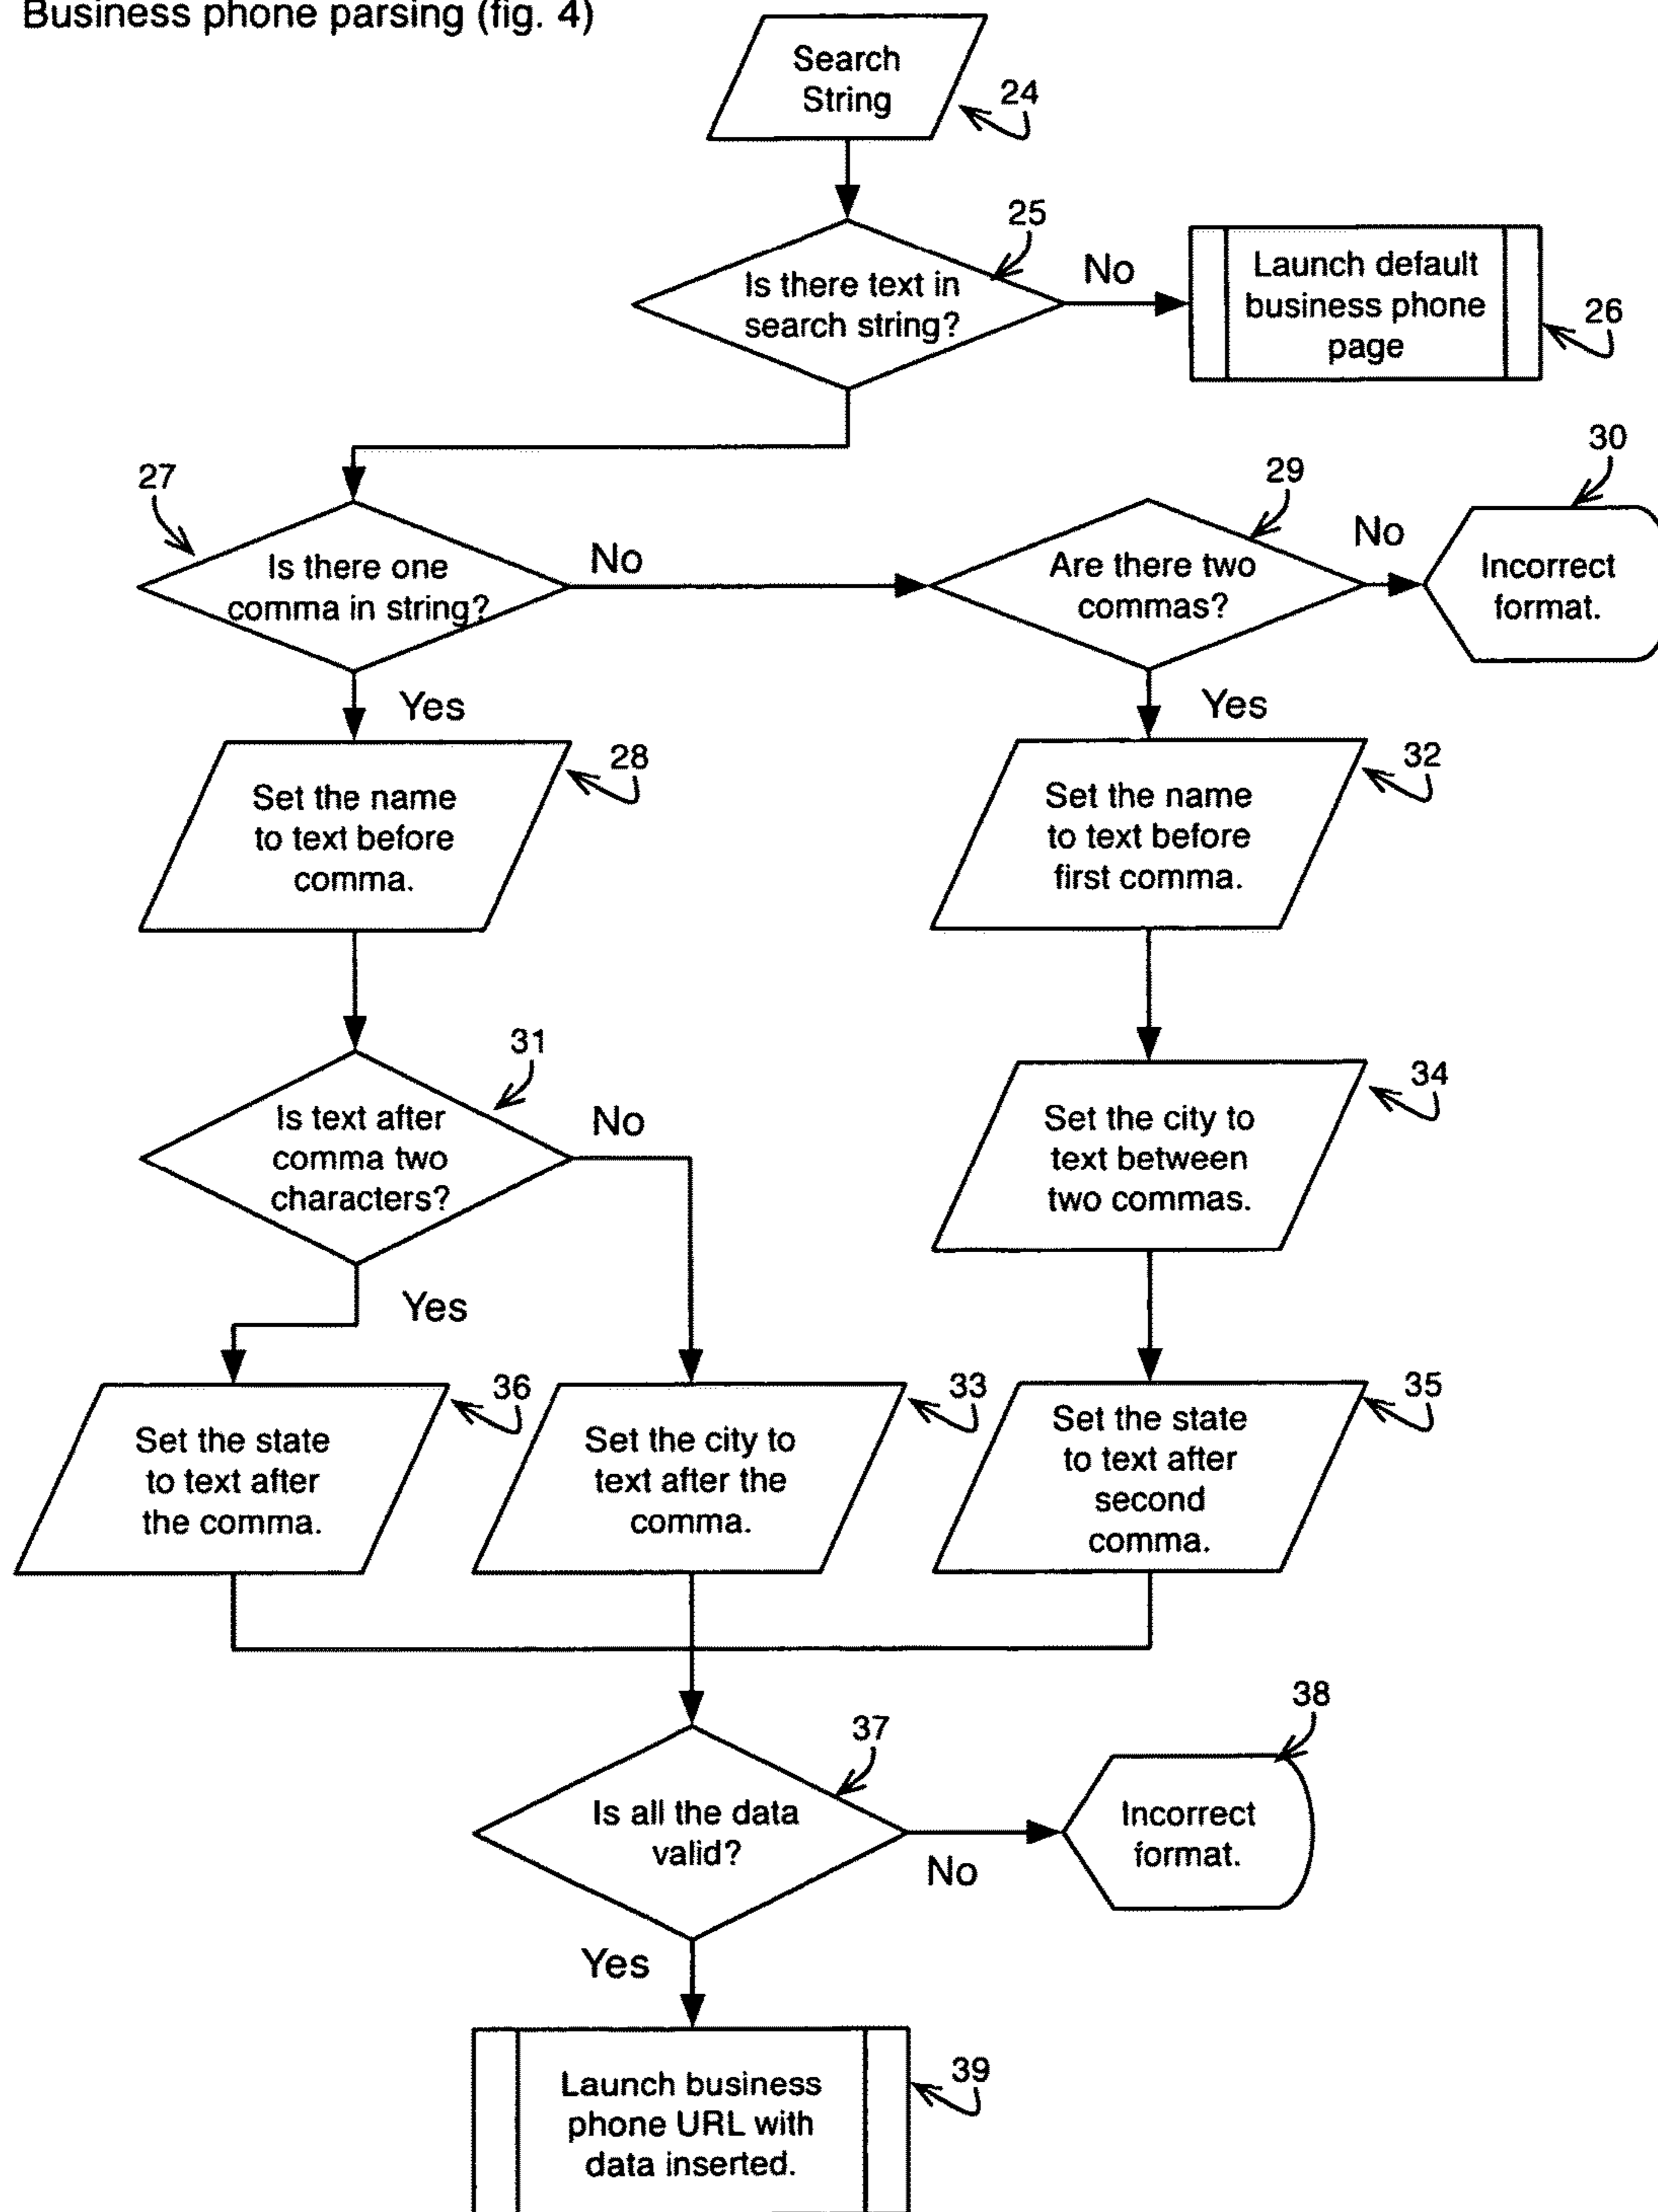 Business phone parsing (fig. 4)
Search
String
24
25
Is there text in
search string?
No
Launch default
business phone
page
26
27
Is there one
comma in string?
No
29
Are there two
commas?
No
30
Incorrect
format.
Yes
Yes
28
Set the name
to text before
comma.
32
Set the name
to text before
first comma.
31
Is text after
comma two
characters?
No
34
Set the city to
text between
two commas.
Yes
36
Set the state
to text after
the comma.
33
Set the city to
text after the
comma.
35
Set the state
to text after
second
comma.
37
Is all the data
valid?
No
38
Incorrect
format.
Yes
39
Launch business
phone URL with
data inserted.